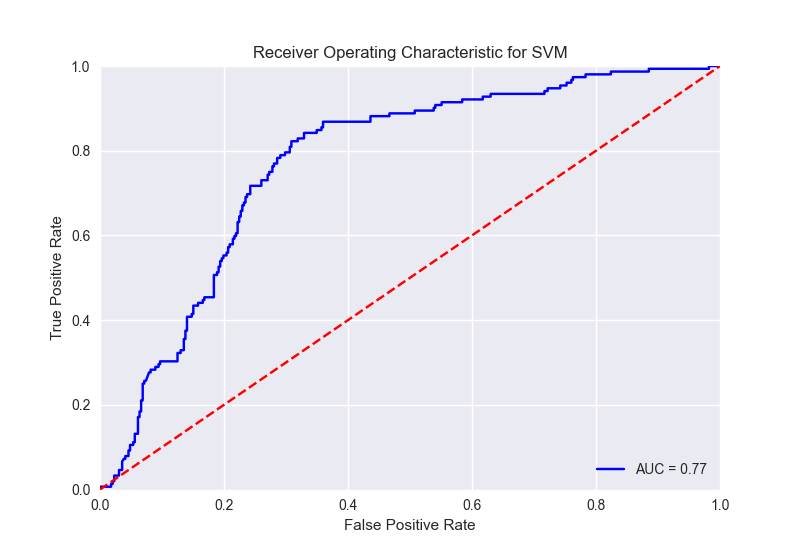 Receiver Operating Characteristic for SVM
1.0
0.8
0.6
0.4
0.2
0.0
True Positive Rate
AUC = 0.77
0.0 0.2 0.4 0.6 0.8 1.0
False Positive Rate